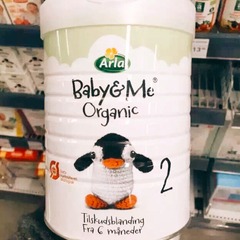 Arla
Baby&Me®
Organic
2
Tilskudsblanding
Fra 6 måneder